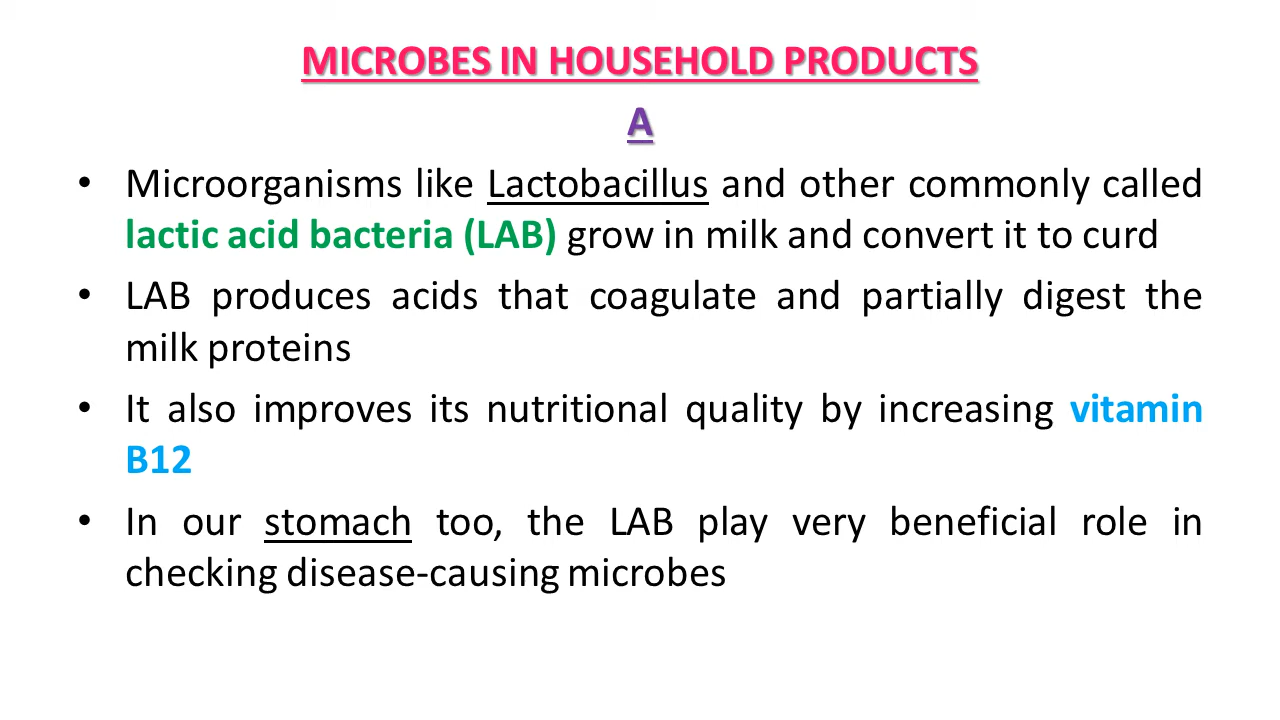 MICROBES IN HOUSEHOLD PRODUCTS
A
• Microorganisms like Lactobacillus and other commonly called
lactic acid bacteria (LAB) grow in milk and convert it to curd
• LAB produces acids that coagulate and partially digest the
milk proteins
• It also improves its nutritional quality by increasing vitamin
B12
• In our stomach too, the LAB play very beneficial role in
checking disease-causing microbes